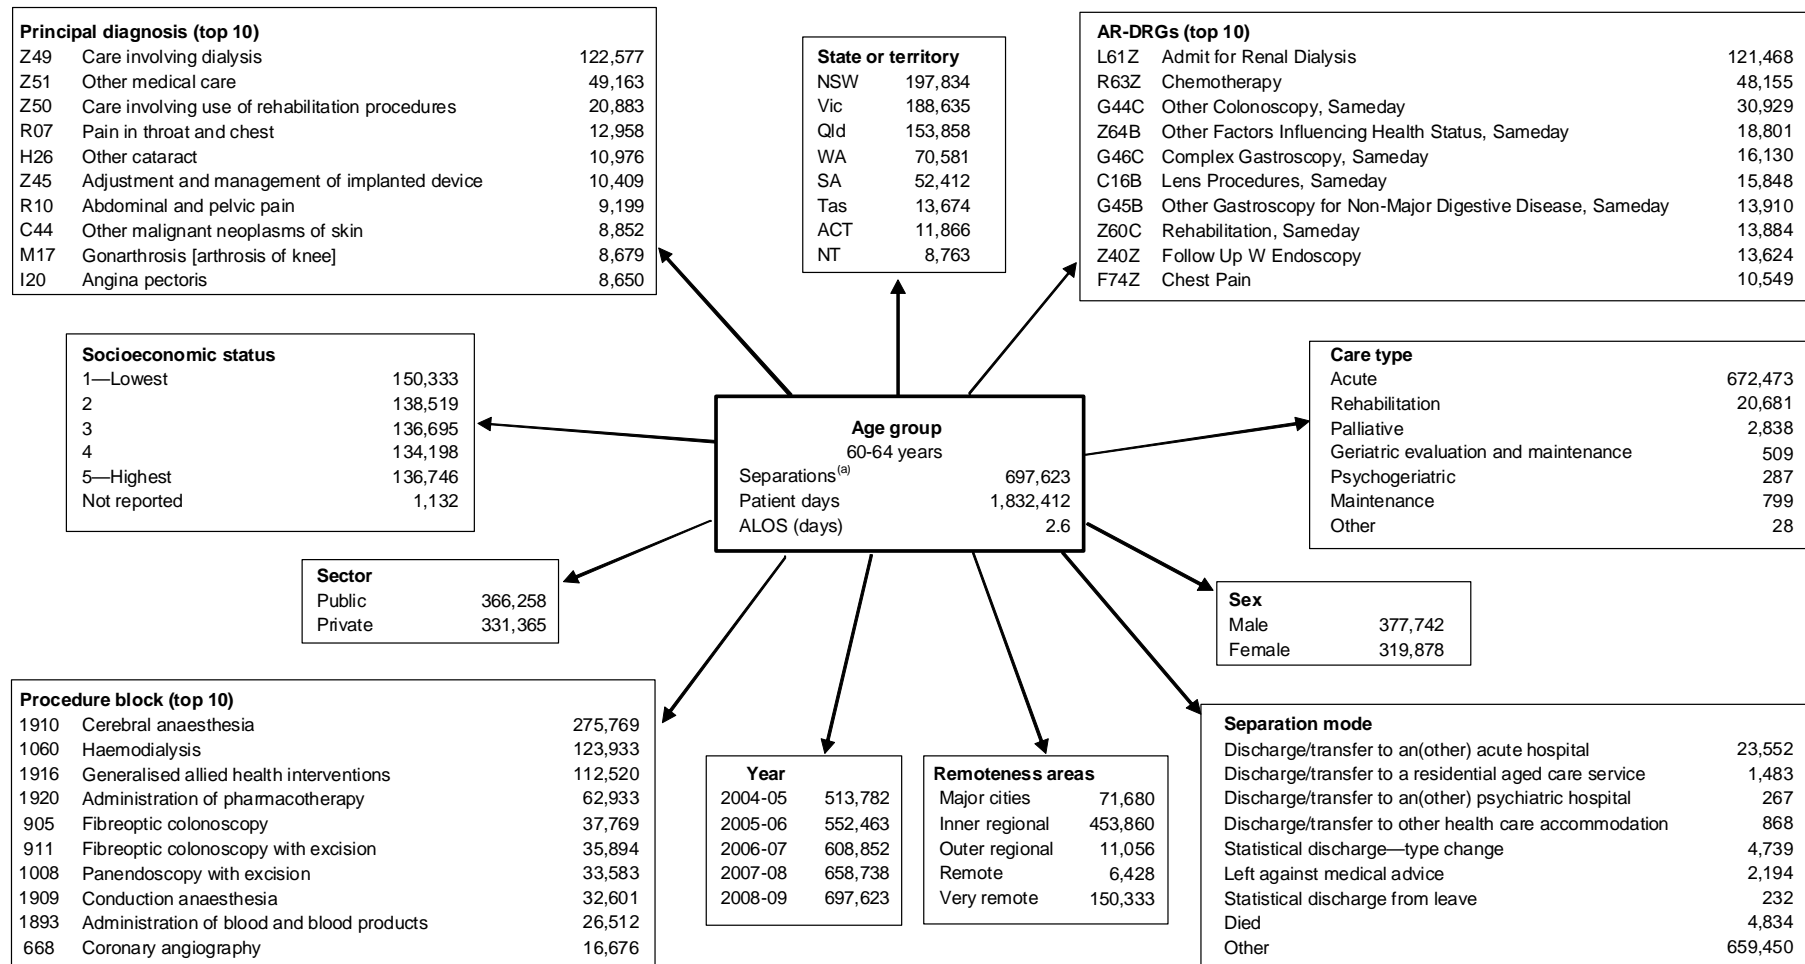 Principal diagnosis (top 10)
Z49 Care involving dialysis 122,577
Z51 Other medical care 49,163
Z50 Care involving use of rehabilitation procedures 20,883
R07 Pain in throat and chest 12,958
H26 Other cataract 10,976
Z45 Adjustment and management of implanted device 10,409
R10 Abdominal and pelvic pain 9,199
C44 Other malignant neoplasms of skin 8,852
M17 Gonarthrosis [arthrosis of knee] 8,679
I20 Angina pectoris 8,650
State or territory
NSW 197,834
Vic 188,635
Qld 153,858
WA 70,581
SA 52,412
Tas 13,674
ACT 11,866
NT 8,763
AR-DRGs (top 10)
L61Z Admit for Renal Dialysis 121,468
R63Z Chemotherapy 48,155
G44C Other Colonoscopy, Sameday 30,929
Z64B Other Factors Influencing Health Status, Sameday 18,801
G46C Complex Gastroscopy, Sameday 16,130
C16B Lens Procedures, Sameday 15,848
G45B Other Gastroscopy for Non-Major Digestive Disease, Sameday 13,910
Z60C Rehabilitation, Sameday 13,884
Z40Z Follow Up W Endoscopy 13,624
F74Z Chest Pain 10,549
Socioeconomic status
1—Lowest 150,333
2 138,519
3 136,695
4 134,198
5—Highest 136,746
Not reported 1,132
Age group
60-64 years
Separations(a) 697,623
Patient days 1,832,412
ALOS (days) 2.6
Care type
Acute 672,473
Rehabilitation 20,681
Palliative 2,838
Geriatric evaluation and maintenance 509
Psychogeriatric 287
Maintenance 799
Other 28
Sector
Public 366,258
Private 331,365
Sex
Male 377,742
Female 319,878
Procedure block (top 10)
1910 Cerebral anaesthesia 275,769
1060 Haemodialysis 123,933
1916 Generalised allied health interventions 112,520
1920 Administration of pharmacotherapy 62,933
905 Fibreoptic colonoscopy 37,769
911 Fibreoptic colonoscopy with excision 35,894
1008 Panendoscopy with excision 33,583
1909 Conduction anaesthesia 32,601
1893 Administration of blood and blood products 26,512
668 Coronary angiography 16,676
Year
2004-05 513,782
2005-06 552,463
2006-07 608,852
2007-08 658,738
2008-09 697,623
Remoteness areas
Major cities 71,680
Inner regional 453,860
Outer regional 11,056
Remote 6,428
Very remote 150,333
Separation mode
Discharge/transfer to an(other) acute hospital 23,552
Discharge/transfer to a residential aged care service 1,483
Discharge/transfer to an(other) psychiatric hospital 267
Discharge/transfer to other health care accommodation 868
Statistical discharge—type change 4,739
Left against medical advice 2,194
Statistical discharge from leave 232
Died 4,834
Other 659,450